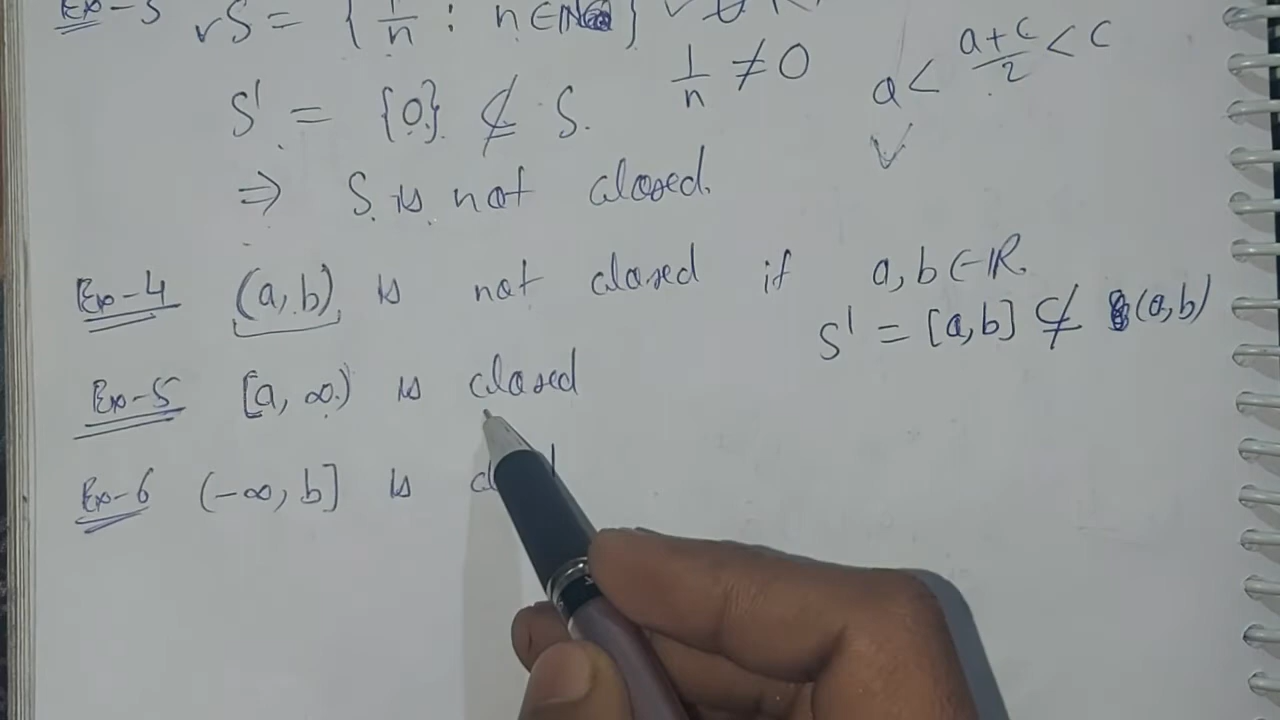 Ex-3 S = { 1/n : n ∈ N }
1/n ≠ 0
a < (a+c)/2 < c
S' = {0} ⊄ S.
⇒ S is not closed.
Ex-4 (a, b) is not closed if a, b ∈ R.
S' = [a, b] ⊄ (a, b)
Ex-5 [a, ∞) is closed
Ex-6 (-∞, b] is